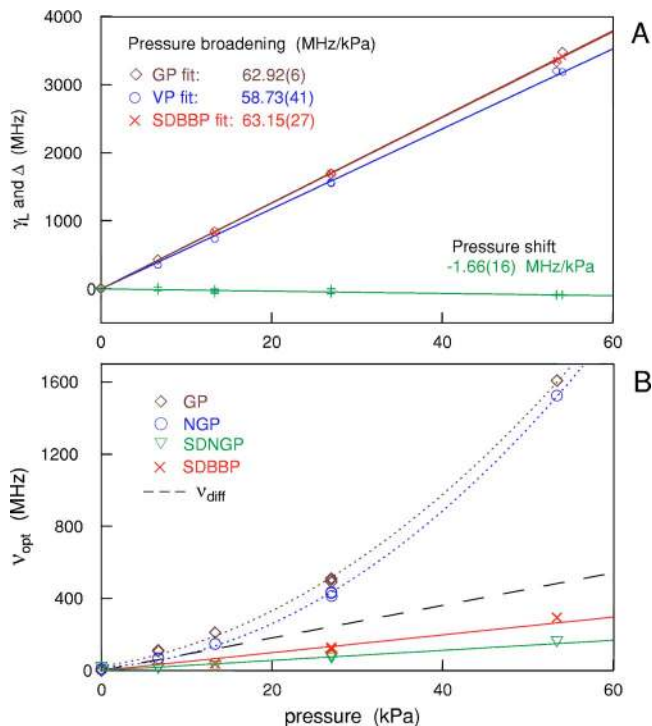 4000
A
Pressure broadening (MHz/kPa)
GP fit: 62.92(6)
VP fit: 58.73(41)
SDBBP fit: 63.15(27)
3000
2000
1000
0
γL and Δ (MHz)
Pressure shift
-1.66(16) MHz/kPa
0 20 40 60
B
1600
1200
800
400
0
νopt (MHz)
GP
NGP
SDNGP
SDBBP
νdiff
0 20 40 60
pressure (kPa)